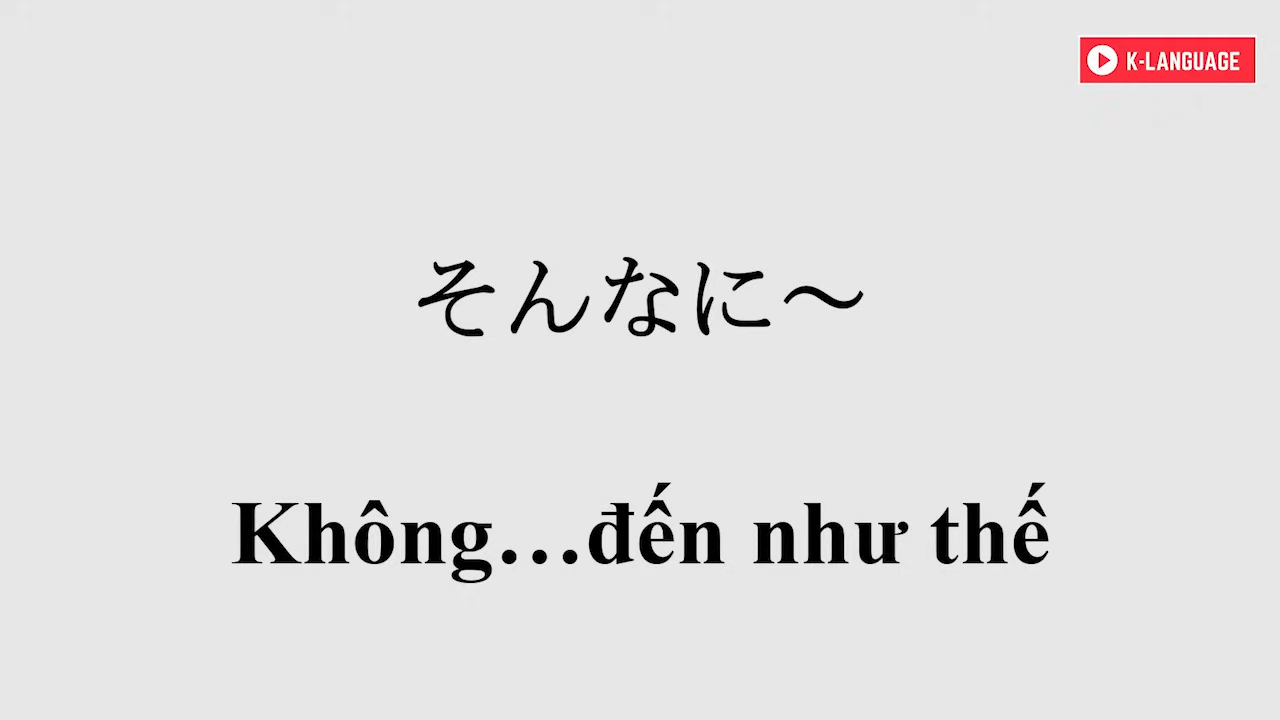 K-LANGUAGE
そんなに～
Không…đến như thế